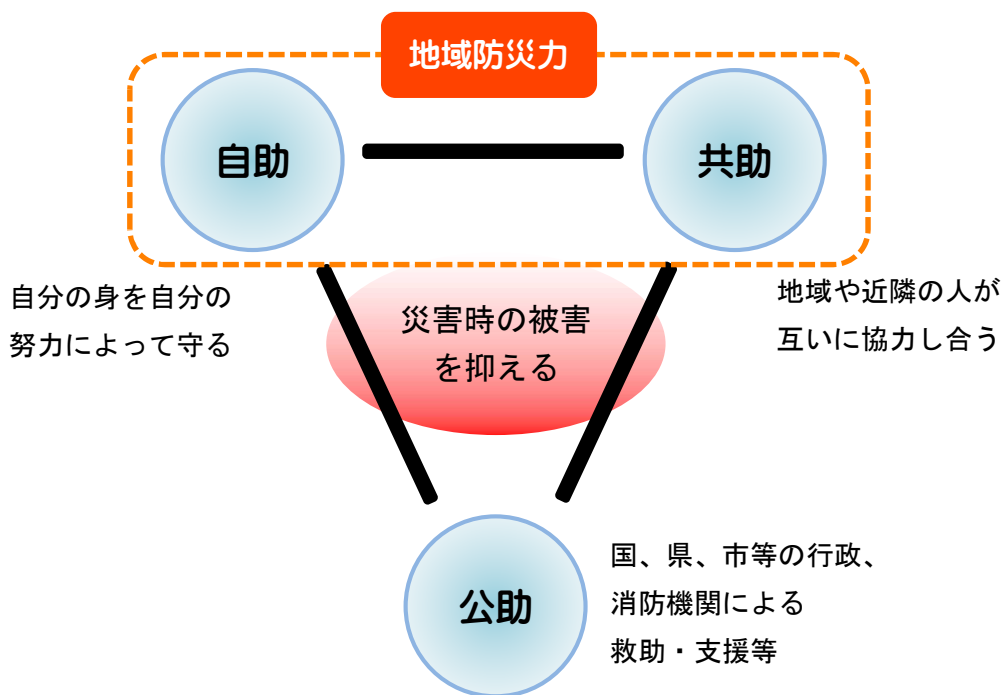 地域防災力
自助
共助
自分の身を自分の
努力によって守る
災害時の被害
を抑える
地域や近隣の人が
互いに協力し合う
公助
国、県、市等の行政、
消防機関による
救助・支援等